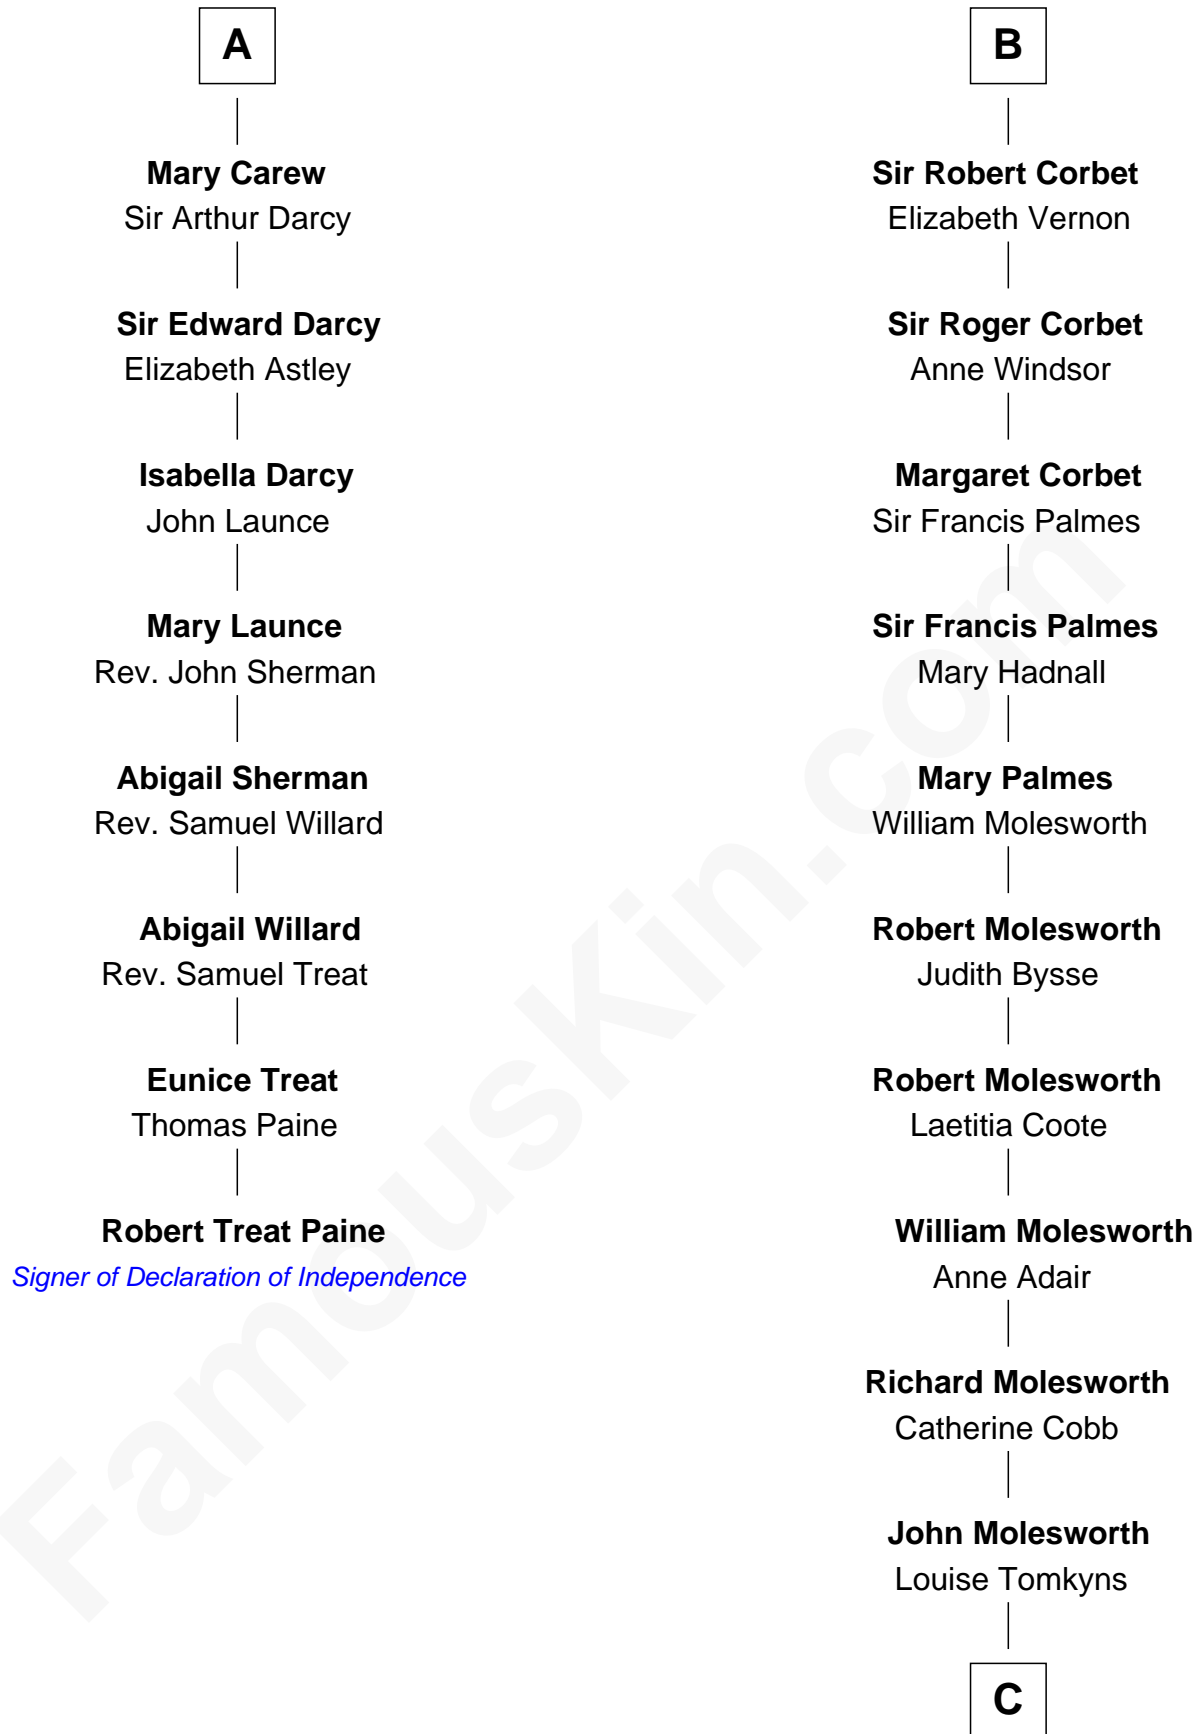 A
Mary Carew
Sir Arthur Darcy
Sir Edward Darcy
Elizabeth Astley
Isabella Darcy
John Launce
Mary Launce
Rev. John Sherman
Abigail Sherman
Rev. Samuel Willard
Abigail Willard
Rev. Samuel Treat
Eunice Treat
Thomas Paine
Robert Treat Paine
Signer of Declaration of Independence
B
Sir Robert Corbet
Elizabeth Vernon
Sir Roger Corbet
Anne Windsor
Margaret Corbet
Sir Francis Palmes
Sir Francis Palmes
Mary Hadnall
Mary Palmes
William Molesworth
Robert Molesworth
Judith Bysse
Robert Molesworth
Laetitia Coote
William Molesworth
Anne Adair
Richard Molesworth
Catherine Cobb
John Molesworth
Louise Tomkyns
C
FamousKin.com